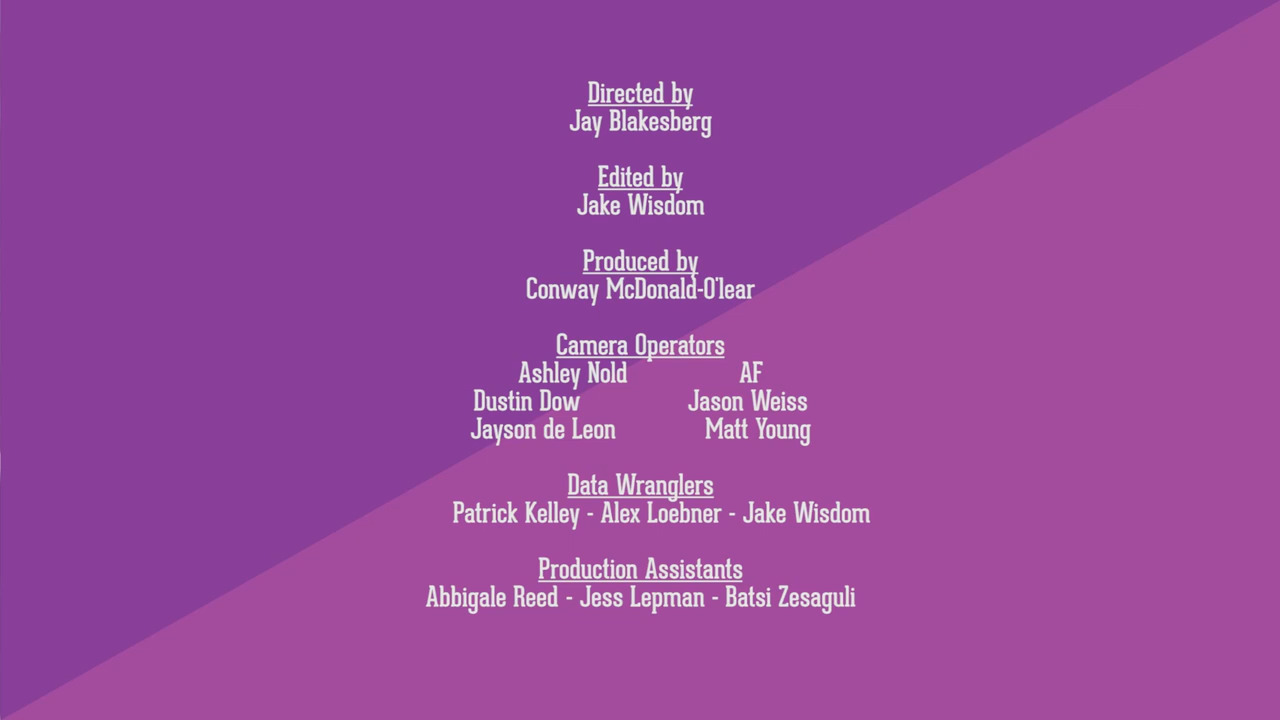 Directed by
Jay Blakesberg
Edited by
Jake Wisdom
Produced by
Conway McDonald-O'lear
Camera Operators
Ashley Nold AF
Dustin Dow Jason Weiss
Jayson de Leon Matt Young
Data Wranglers
Patrick Kelley - Alex Loebner - Jake Wisdom
Production Assistants
Abbigale Reed - Jess Lepman - Batsi Zesaguli